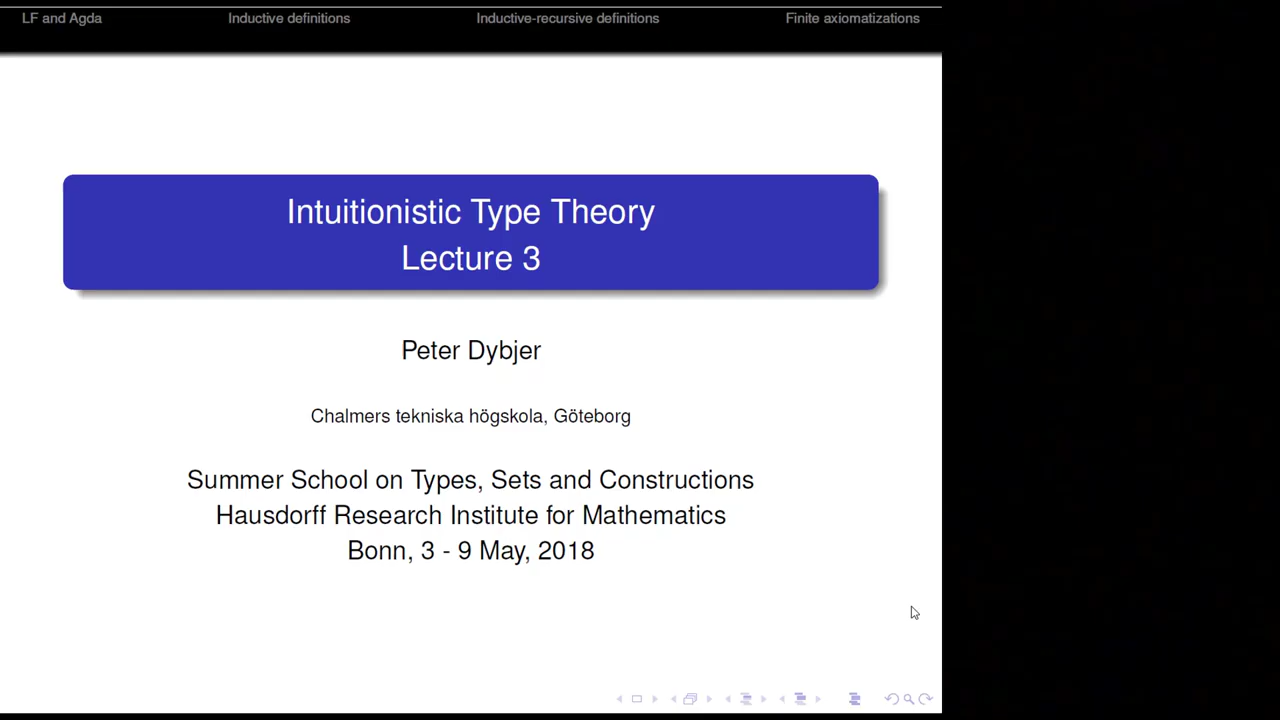 LF and Agda
Inductive definitions
Inductive-recursive definitions
Finite axiomatizations
Intuitionistic Type Theory
Lecture 3
Peter Dybjer
Chalmers tekniska högskola, Göteborg
Summer School on Types, Sets and Constructions
Hausdorff Research Institute for Mathematics
Bonn, 3 - 9 May, 2018